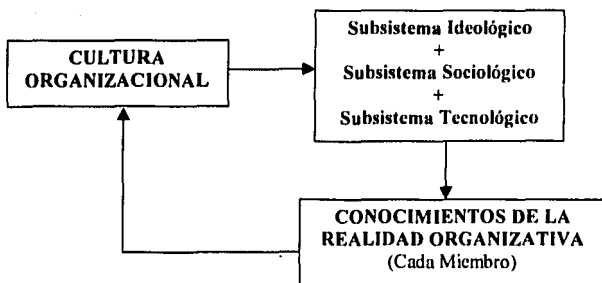 CULTURA
ORGANIZACIONAL
Subsistema Ideológico
+
Subsistema Sociológico
+
Subsistema Tecnológico
CONOCIMIENTOS DE LA
REALIDAD ORGANIZATIVA
(Cada Miembro)